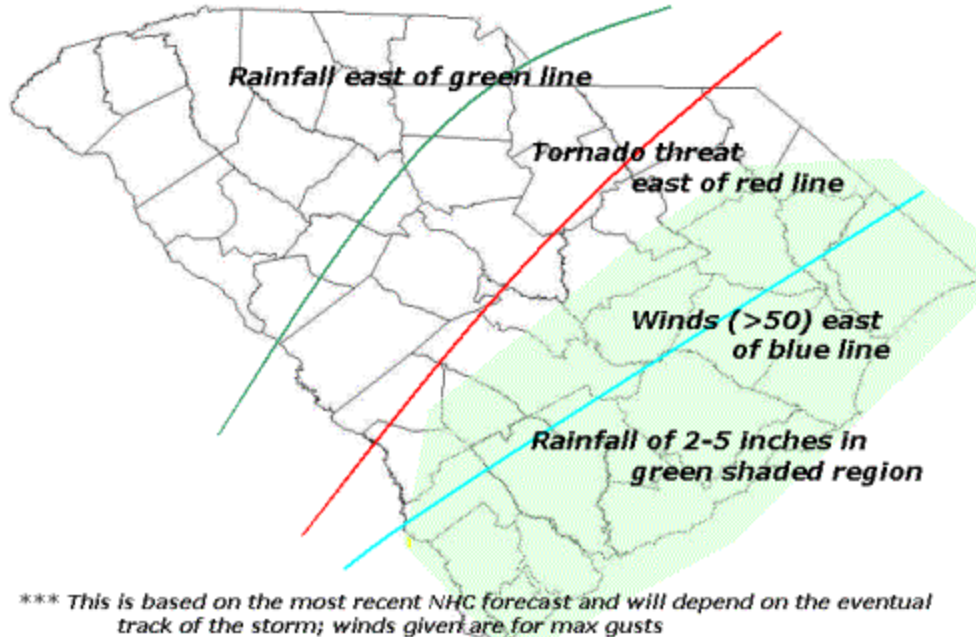 Rainfall east of green line
Tornado threat
east of red line
Winds (>50) east
of blue line
Rainfall of 2-5 inches in
green shaded region
*** This is based on the most recent NHC forecast and will depend on the eventual
track of the storm; winds given are for max gusts